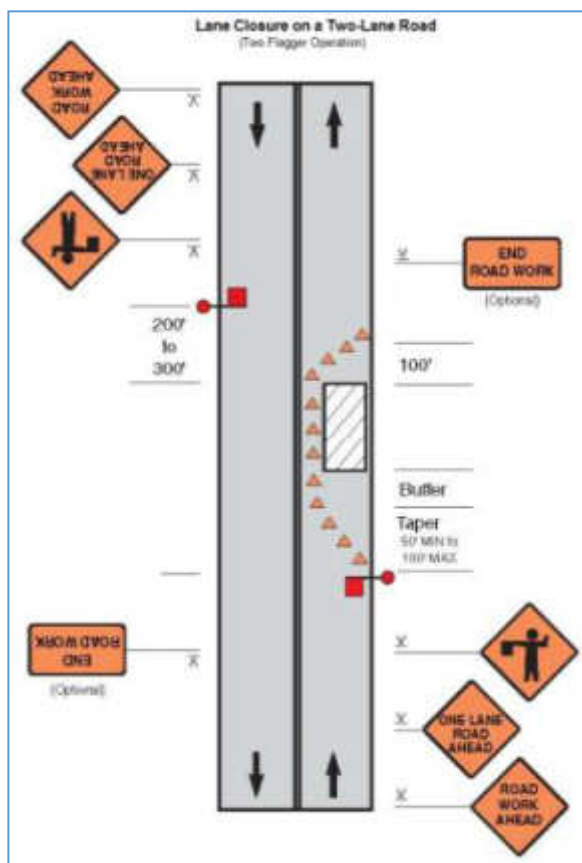 Lane Closure on a Two-Lane Road
(Two Flagger Operation)
ROAD
WORK
AHEAD
ONE LANE
ROAD
AHEAD
END
ROAD WORK
(Optional)
200'
to
300'
100'
Buffer
Taper
50' MIN to
100' MAX
END
ROAD WORK
(Optional)
ONE LANE
ROAD
AHEAD
ROAD
WORK
AHEAD